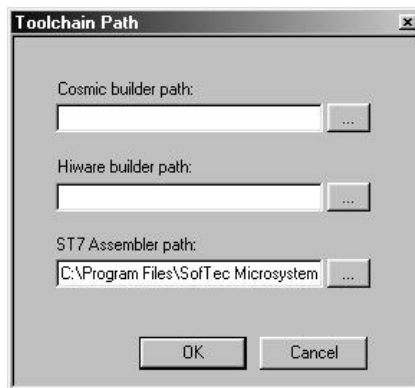 Toolchain Path
Cosmic builder path:
...
Hiware builder path:
...
ST7 Assembler path:
C:\Program Files\SofTec Microsystem
...
OK Cancel